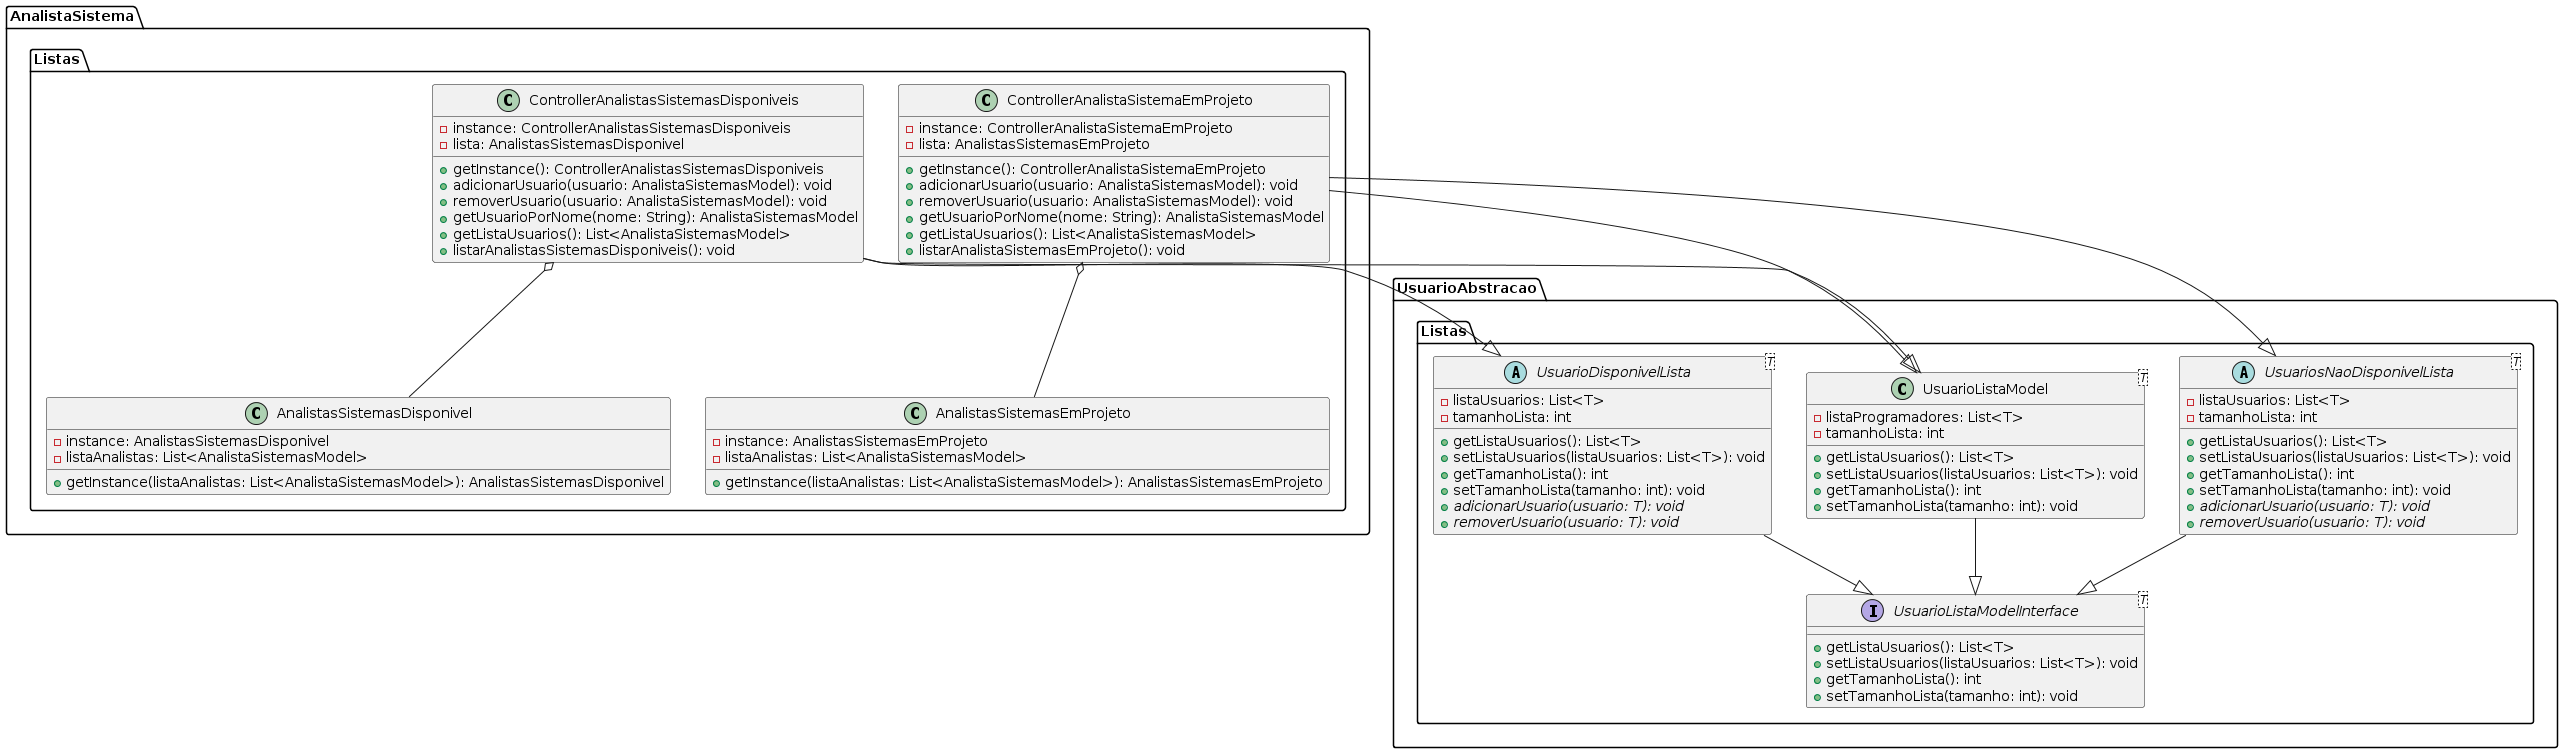 AnalistaSistema
Listas
C ControllerAnalistasSistemasDisponiveis
instance: ControllerAnalistasSistemasDisponiveis
lista: AnalistasSistemasDisponivel
getInstance(): ControllerAnalistasSistemasDisponiveis
adicionarUsuario(usuario: AnalistaSistemasModel): void
removerUsuario(usuario: AnalistaSistemasModel): void
getUsuarioPorNome(nome: String): AnalistaSistemasModel
getListaUsuarios(): List<AnalistaSistemasModel>
listarAnalistasSistemasDisponiveis(): void
C ControllerAnalistaSistemaEmProjeto
instance: ControllerAnalistaSistemaEmProjeto
lista: AnalistasSistemasEmProjeto
getInstance(): ControllerAnalistaSistemaEmProjeto
adicionarUsuario(usuario: AnalistaSistemasModel): void
removerUsuario(usuario: AnalistaSistemasModel): void
getUsuarioPorNome(nome: String): AnalistaSistemasModel
getListaUsuarios(): List<AnalistaSistemasModel>
listarAnalistaSistemasEmProjeto(): void
C AnalistasSistemasDisponivel
instance: AnalistasSistemasDisponivel
listaAnalistas: List<AnalistaSistemasModel>
getInstance(listaAnalistas: List<AnalistaSistemasModel>): AnalistasSistemasDisponivel
C AnalistasSistemasEmProjeto
instance: AnalistasSistemasEmProjeto
listaAnalistas: List<AnalistaSistemasModel>
getInstance(listaAnalistas: List<AnalistaSistemasModel>): AnalistasSistemasEmProjeto
UsuarioAbstracao
Listas
A UsuarioDisponivelLista T
listaUsuarios: List<T>
tamanhoLista: int
getListaUsuarios(): List<T>
setListaUsuarios(listaUsuarios: List<T>): void
getTamanhoLista(): int
setTamanhoLista(tamanho: int): void
adicionarUsuario(usuario: T): void
removerUsuario(usuario: T): void
C UsuarioListaModel T
listaProgramadores: List<T>
tamanhoLista: int
getListaUsuarios(): List<T>
setListaUsuarios(listaUsuarios: List<T>): void
getTamanhoLista(): int
setTamanhoLista(tamanho: int): void
A UsuariosNaoDisponivelLista T
listaUsuarios: List<T>
tamanhoLista: int
getListaUsuarios(): List<T>
setListaUsuarios(listaUsuarios: List<T>): void
getTamanhoLista(): int
setTamanhoLista(tamanho: int): void
adicionarUsuario(usuario: T): void
removerUsuario(usuario: T): void
I UsuarioListaModelInterface T
getListaUsuarios(): List<T>
setListaUsuarios(listaUsuarios: List<T>): void
getTamanhoLista(): int
setTamanhoLista(tamanho: int): void